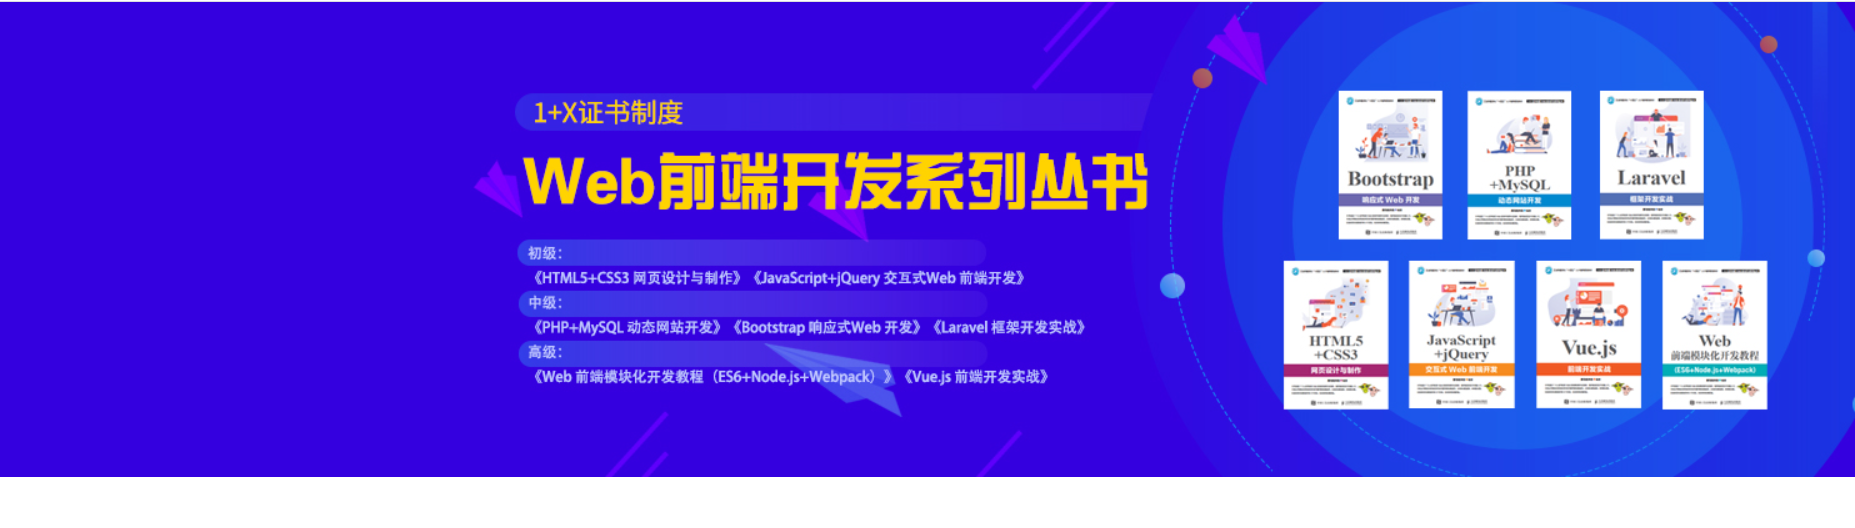 1+X证书制度
Web前端开发系列丛书
初级：
《HTML5+CSS3 网页设计与制作》《JavaScript+jQuery 交互式Web 前端开发》
中级：
《PHP+MySQL 动态网站开发》《Bootstrap 响应式Web 开发》《Laravel 框架开发实战》
高级：
《Web 前端模块化开发教程（ES6+Node.js+Webpack）》《Vue.js 前端开发实战》
Bootstrap
响应式 Web 开发
PHP
+MySQL
动态网站开发
Laravel
框架开发实战
HTML5
+CSS3
网页设计与制作
JavaScript
+jQuery
交互式 Web 前端开发
Vue.js
前端开发实战
Web
前端模块化开发教程
(ES6+Node.js+Webpack)